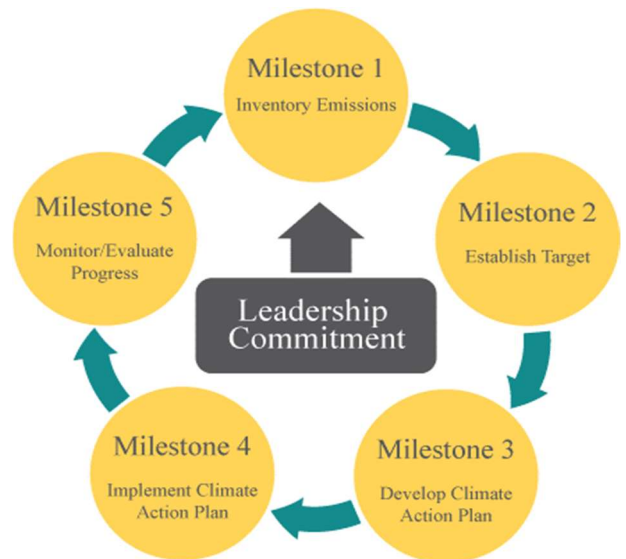 Milestone 1
Inventory Emissions
Milestone 2
Establish Target
Milestone 3
Develop Climate
Action Plan
Milestone 4
Implement Climate
Action Plan
Milestone 5
Monitor/Evaluate
Progress
Leadership
Commitment